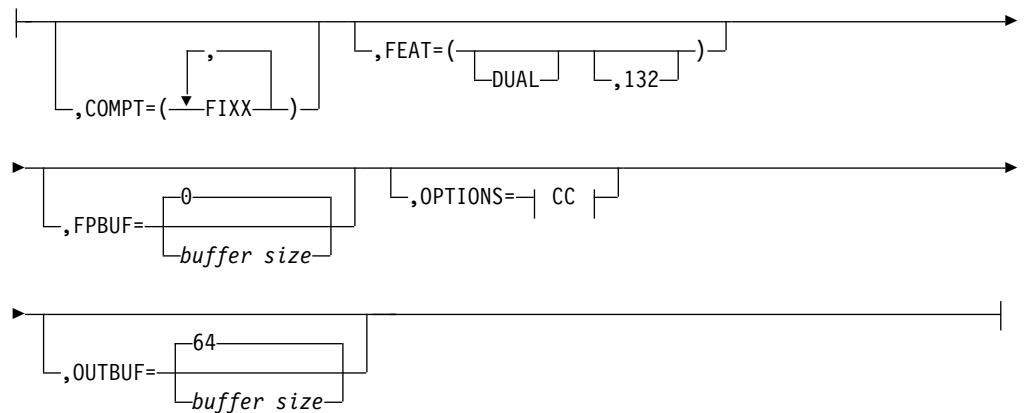 ,
,COMPT=( FIXX )
,FEAT=( DUAL ,132 )
0
,FPBUF=
buffer size
,OPTIONS= CC
64
,OUTBUF=
buffer size